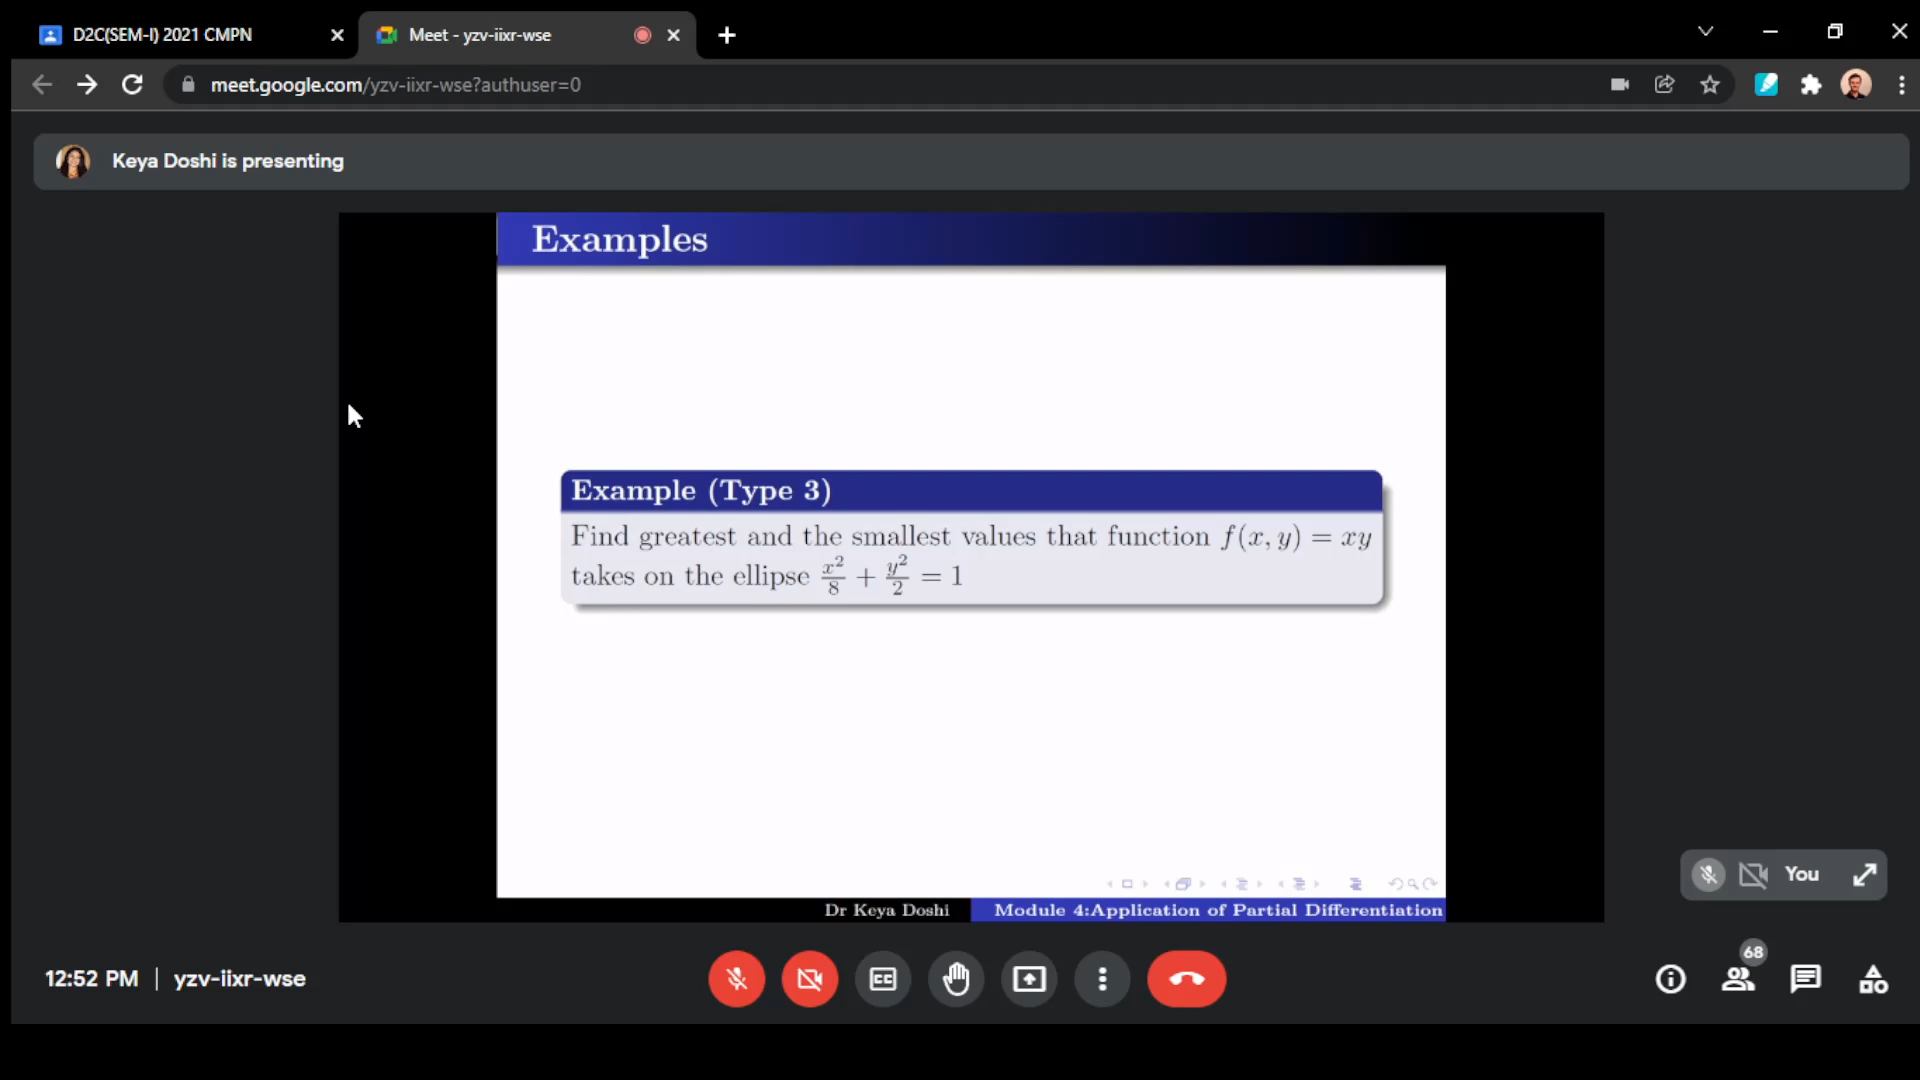 D2C(SEM-I) 2021 CMPN
Meet - yzv-iixr-wse
meet.google.com/yzv-iixr-wse?authuser=0
Keya Doshi is presenting
Examples
Example (Type 3)
Find greatest and the smallest values that function f(x, y) = xy
takes on the ellipse x²/8 + y²/2 = 1
Dr Keya Doshi
Module 4:Application of Partial Differentiation
You
12:52 PM | yzv-iixr-wse
CC
68